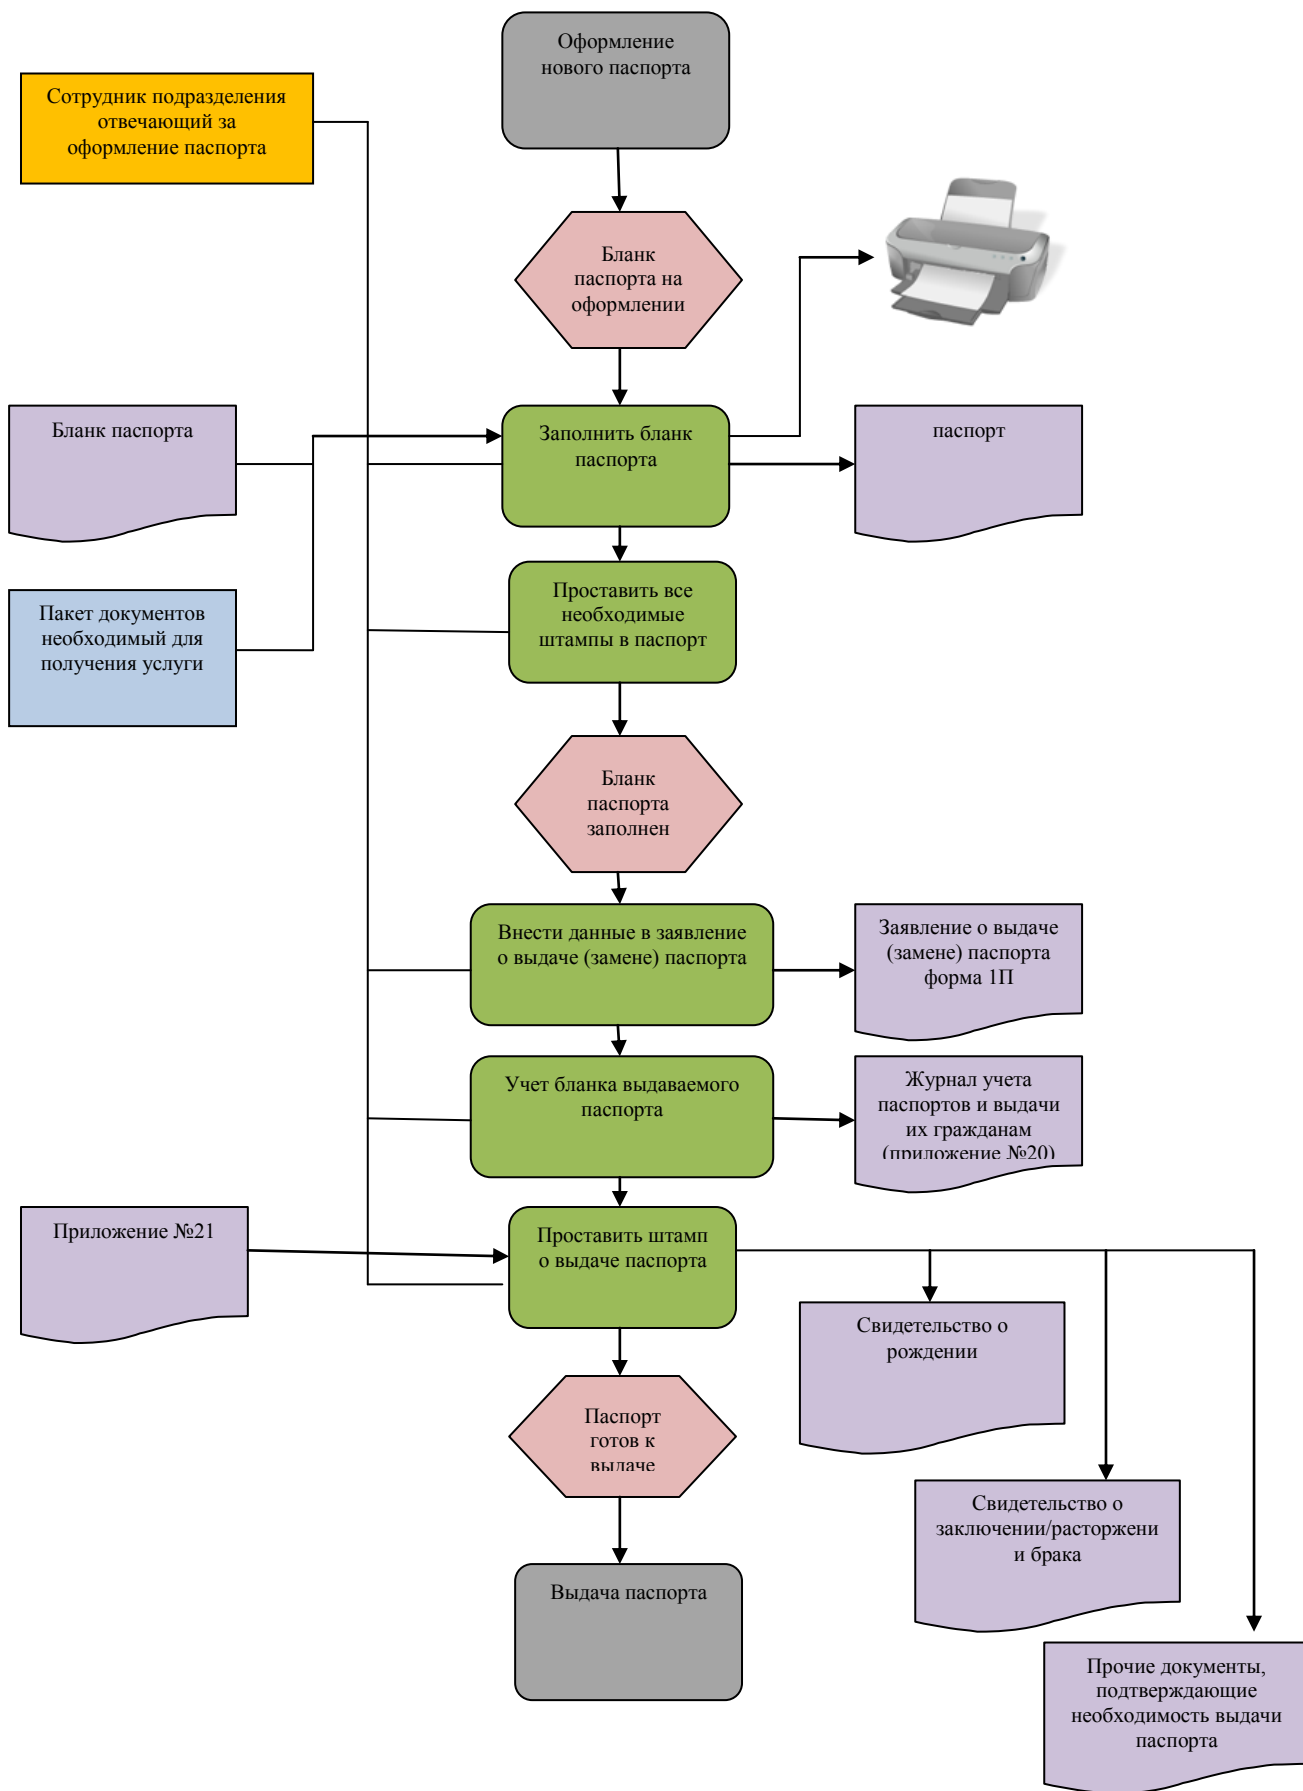 Оформление
нового паспорта
Сотрудник подразделения
отвечающий за
оформление паспорта
Бланк
паспорта на
оформлении
Бланк паспорта
Заполнить бланк
паспорта
паспорт
Пакет документов
необходимый для
получения услуги
Проставить все
необходимые
штампы в паспорт
Бланк
паспорта
заполнен
Внести данные в заявление
о выдаче (замене) паспорта
Заявление о выдаче
(замене) паспорта
форма 1П
Учет бланка выдаваемого
паспорта
Журнал учета
паспортов и выдачи
их гражданам
(приложение №20)
Приложение №21
Проставить штамп
о выдаче паспорта
Свидетельство о
рождении
Паспорт
готов к
выдаче
Свидетельство о
заключении/расторжени
и брака
Выдача паспорта
Прочие документы,
подтверждающие
необходимость выдачи
паспорта